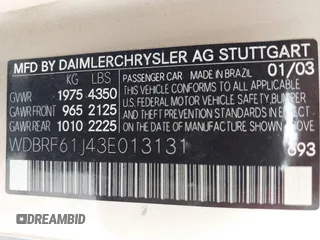 MFD BY DAIMLERCHRYSLER AG STUTTGART
KG LBS PASSENGER CAR MADE IN BRAZIL 01/03
GVWR 1975 4350
GAWR FRONT 965 2125
GAWR REAR 1010 2225
THIS VEHICLE CONFORMS TO ALL APPLICABLE
U.S. FEDERAL MOTOR VEHICLE SAFETY
BUMPER AND THEFT PREVENTION STANDARDS
IN EFFECT ON THE DATE OF MANUFACTURE
SHOWN ABOVE
WDBRF61J43E013131 693
DREAMBID